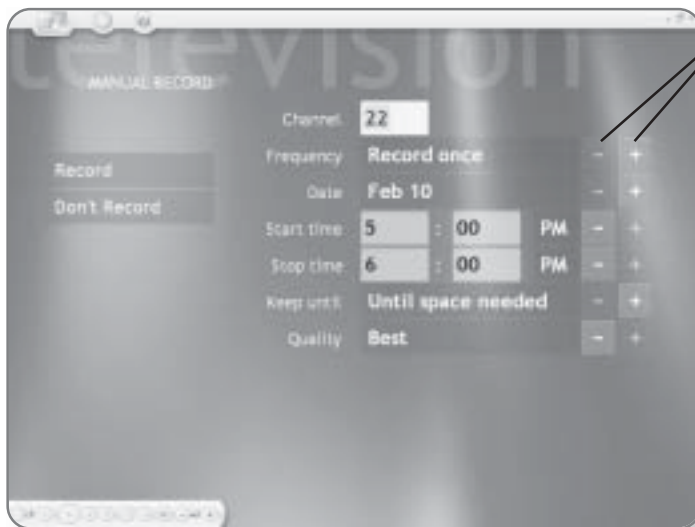 television
MANUAL RECORD
Channel 22
Frequency Record once - +
Date Feb 10 - +
Start time 5 : 00 PM - +
Stop time 6 : 00 PM - +
Keep until Until space needed - +
Quality Best - +
Record
Don't Record